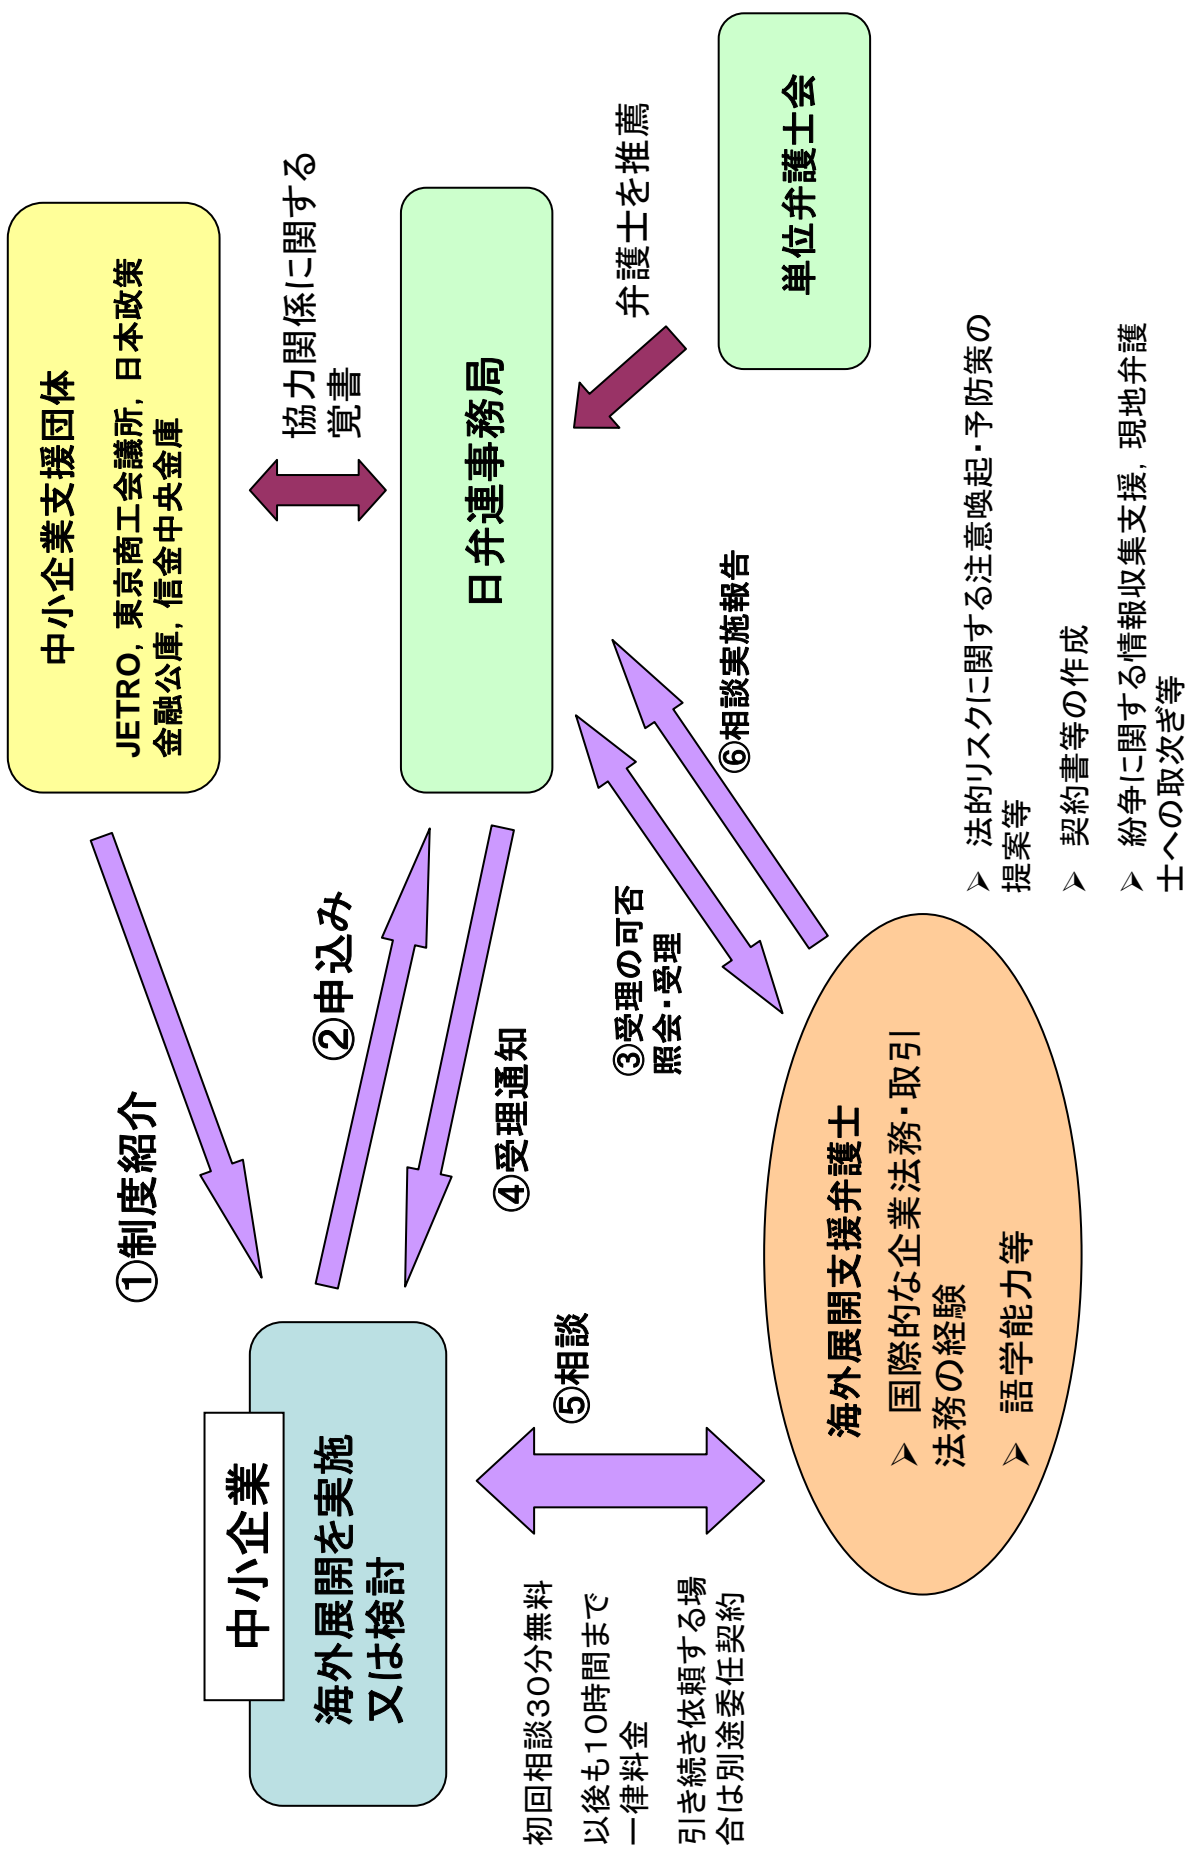 中小企業
海外展開を実施
又は検討
①制度紹介
中小企業支援団体
JETRO, 東京商工会議所, 日本政策
金融公庫, 信金中央金庫
②申込み
協力関係に関する
覚書
④受理通知
日弁連事務局
⑤相談
初回相談30分無料
以後も10時間まで
一律料金
引き続き依頼する場
合は別途委任契約
③受理の可否
照会・受理
⑥相談実施報告
弁護士を推薦
単位弁護士会
海外展開支援弁護士
➢ 国際的な企業法務・取引
法務の経験
➢ 語学能力等
➢ 法的リスクに関する注意喚起・予防策の
提案等
➢ 契約書等の作成
➢ 紛争に関する情報収集支援, 現地弁護
士への取次ぎ等